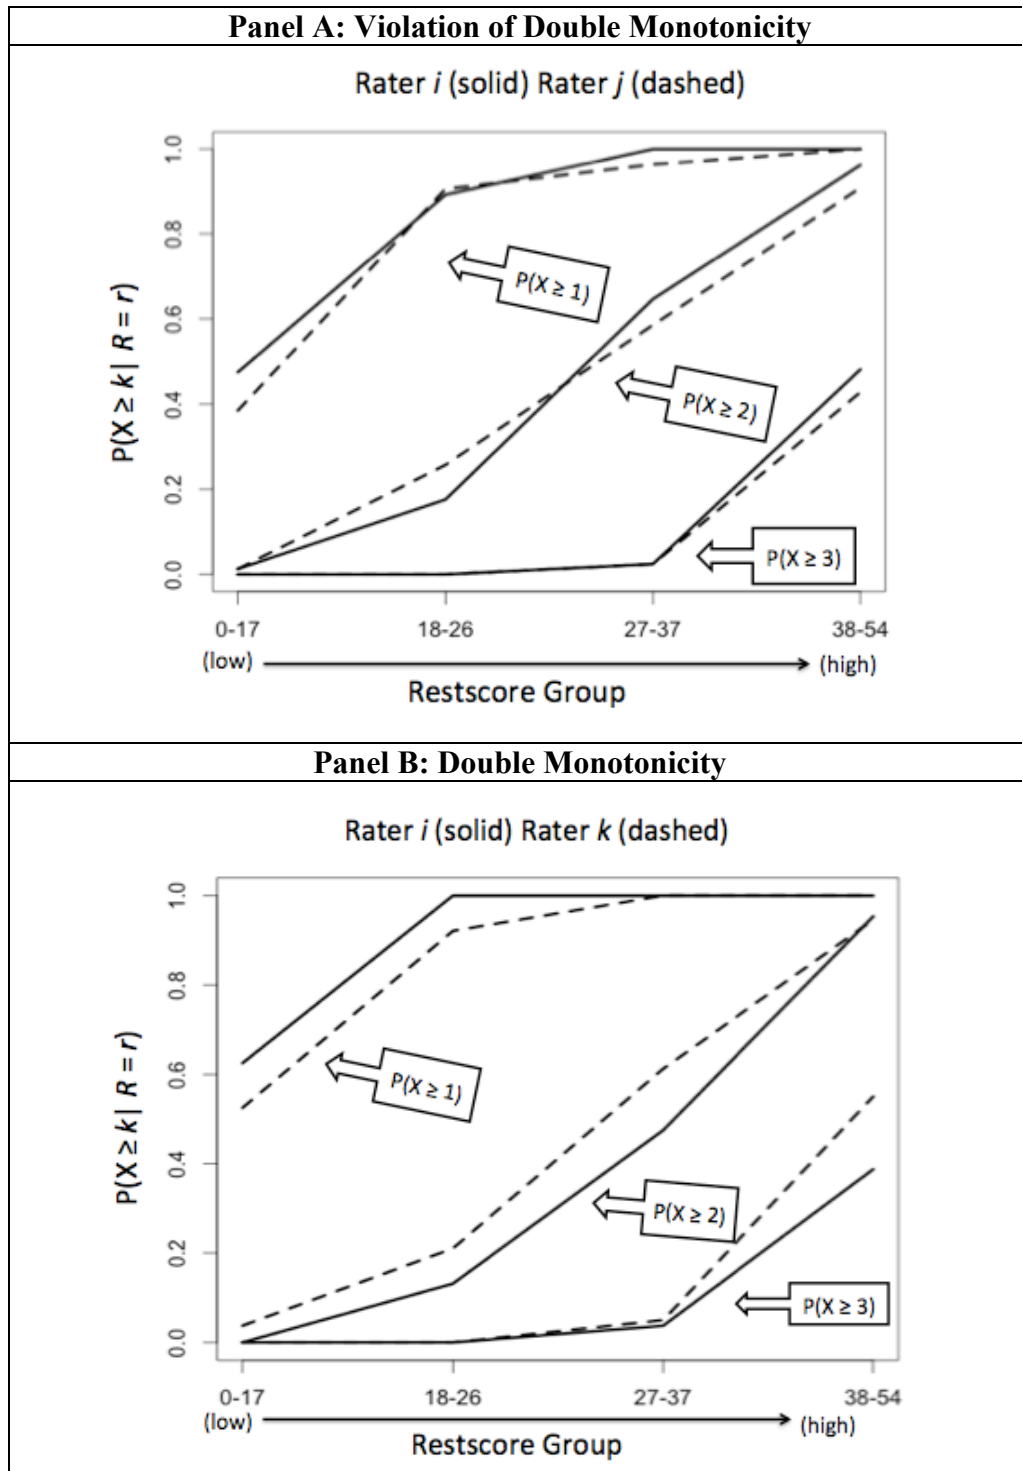 Panel A: Violation of Double Monotonicity
Rater i (solid) Rater j (dashed)
P(X ≥ k | R = r)
1.0
0.8
0.6
0.4
0.2
0.0
P(X ≥ 1)
P(X ≥ 2)
P(X ≥ 3)
0-17 18-26 27-37 38-54
(low) (high)
Restscore Group
Panel B: Double Monotonicity
Rater i (solid) Rater k (dashed)
P(X ≥ k | R = r)
1.0
0.8
0.6
0.4
0.2
0.0
P(X ≥ 1)
P(X ≥ 2)
P(X ≥ 3)
0-17 18-26 27-37 38-54
(low) (high)
Restscore Group